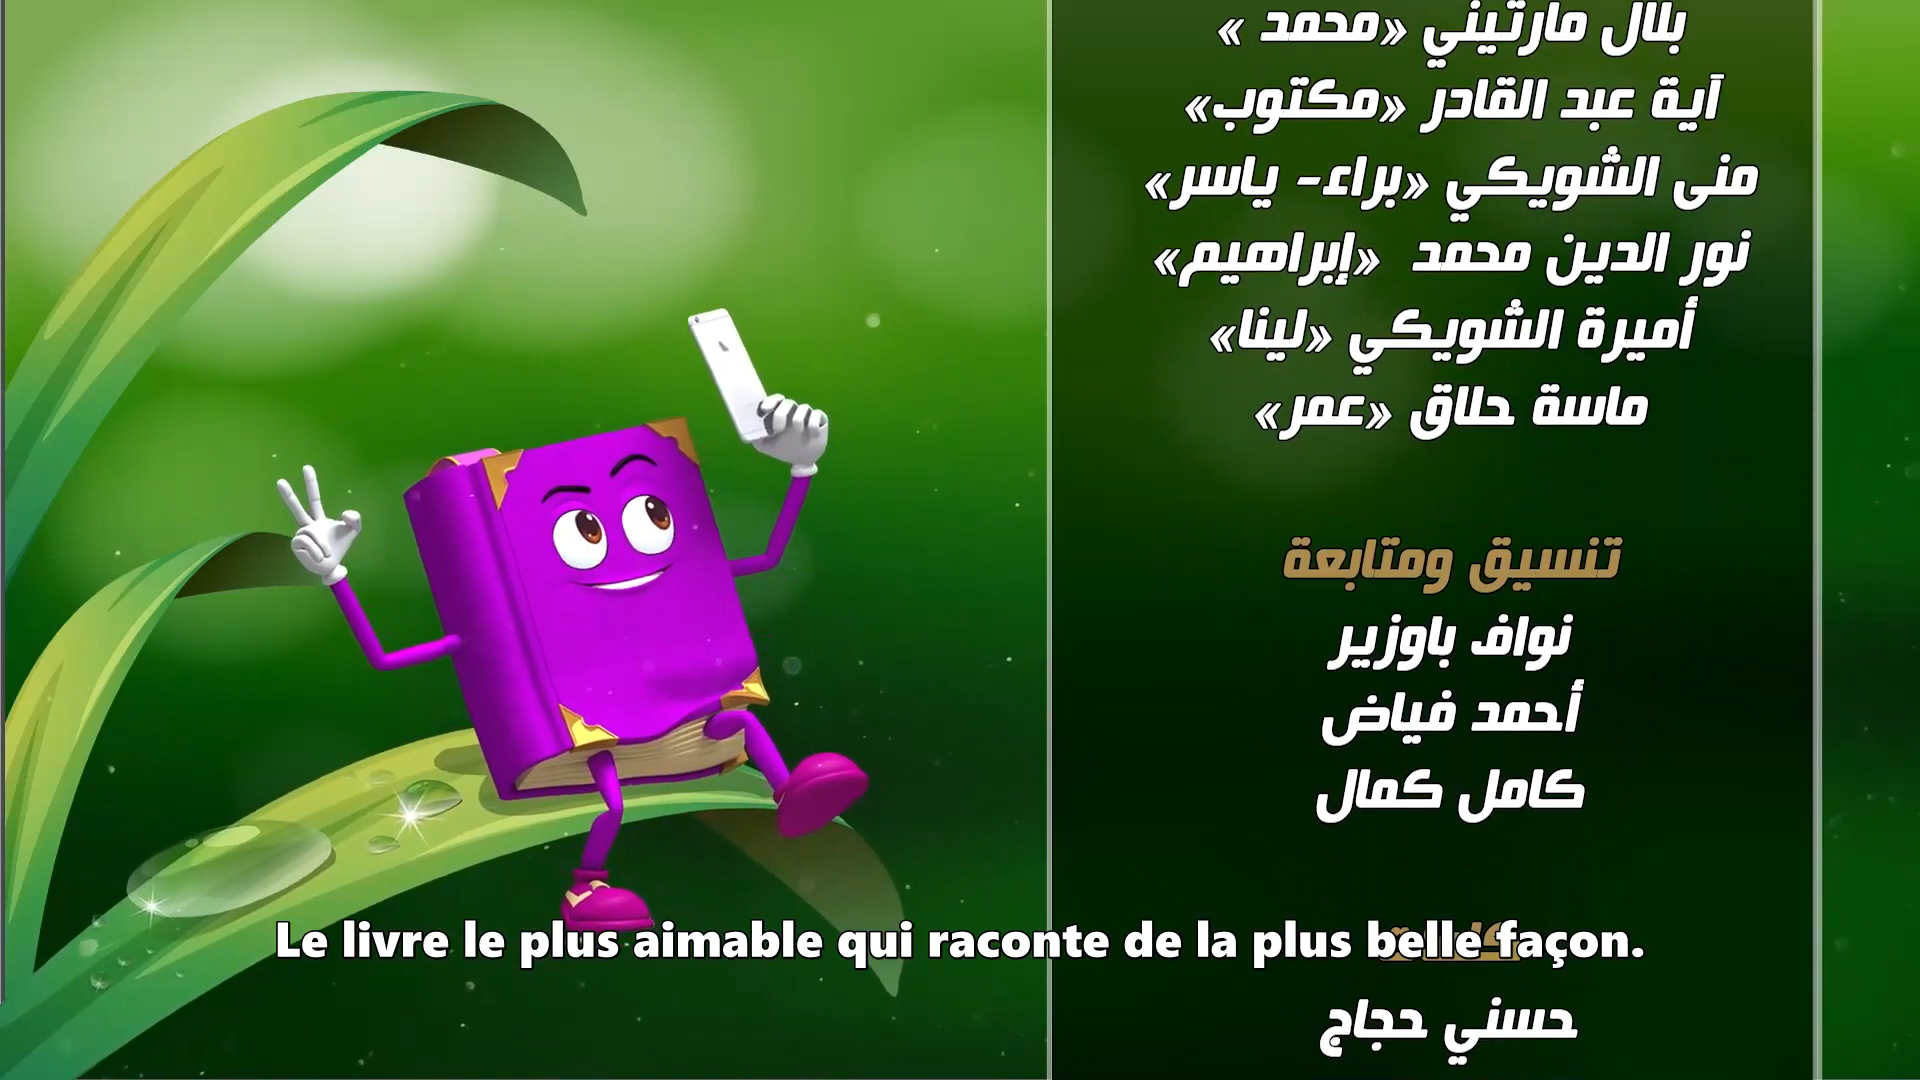 بلال مارتيني «محمد »
آية عبد القادر «مكتوب»
منى الشويكي «براء- ياسر»
نور الدين محمد «إبراهيم»
أميرة الشويكي «لينا»
ماسة حلاق «عمر»
تنسيق ومتابعة
نواف باوزير
أحمد فياض
كامل كمال
Le livre le plus aimable qui raconte de la plus belle façon.
حسني حجاج